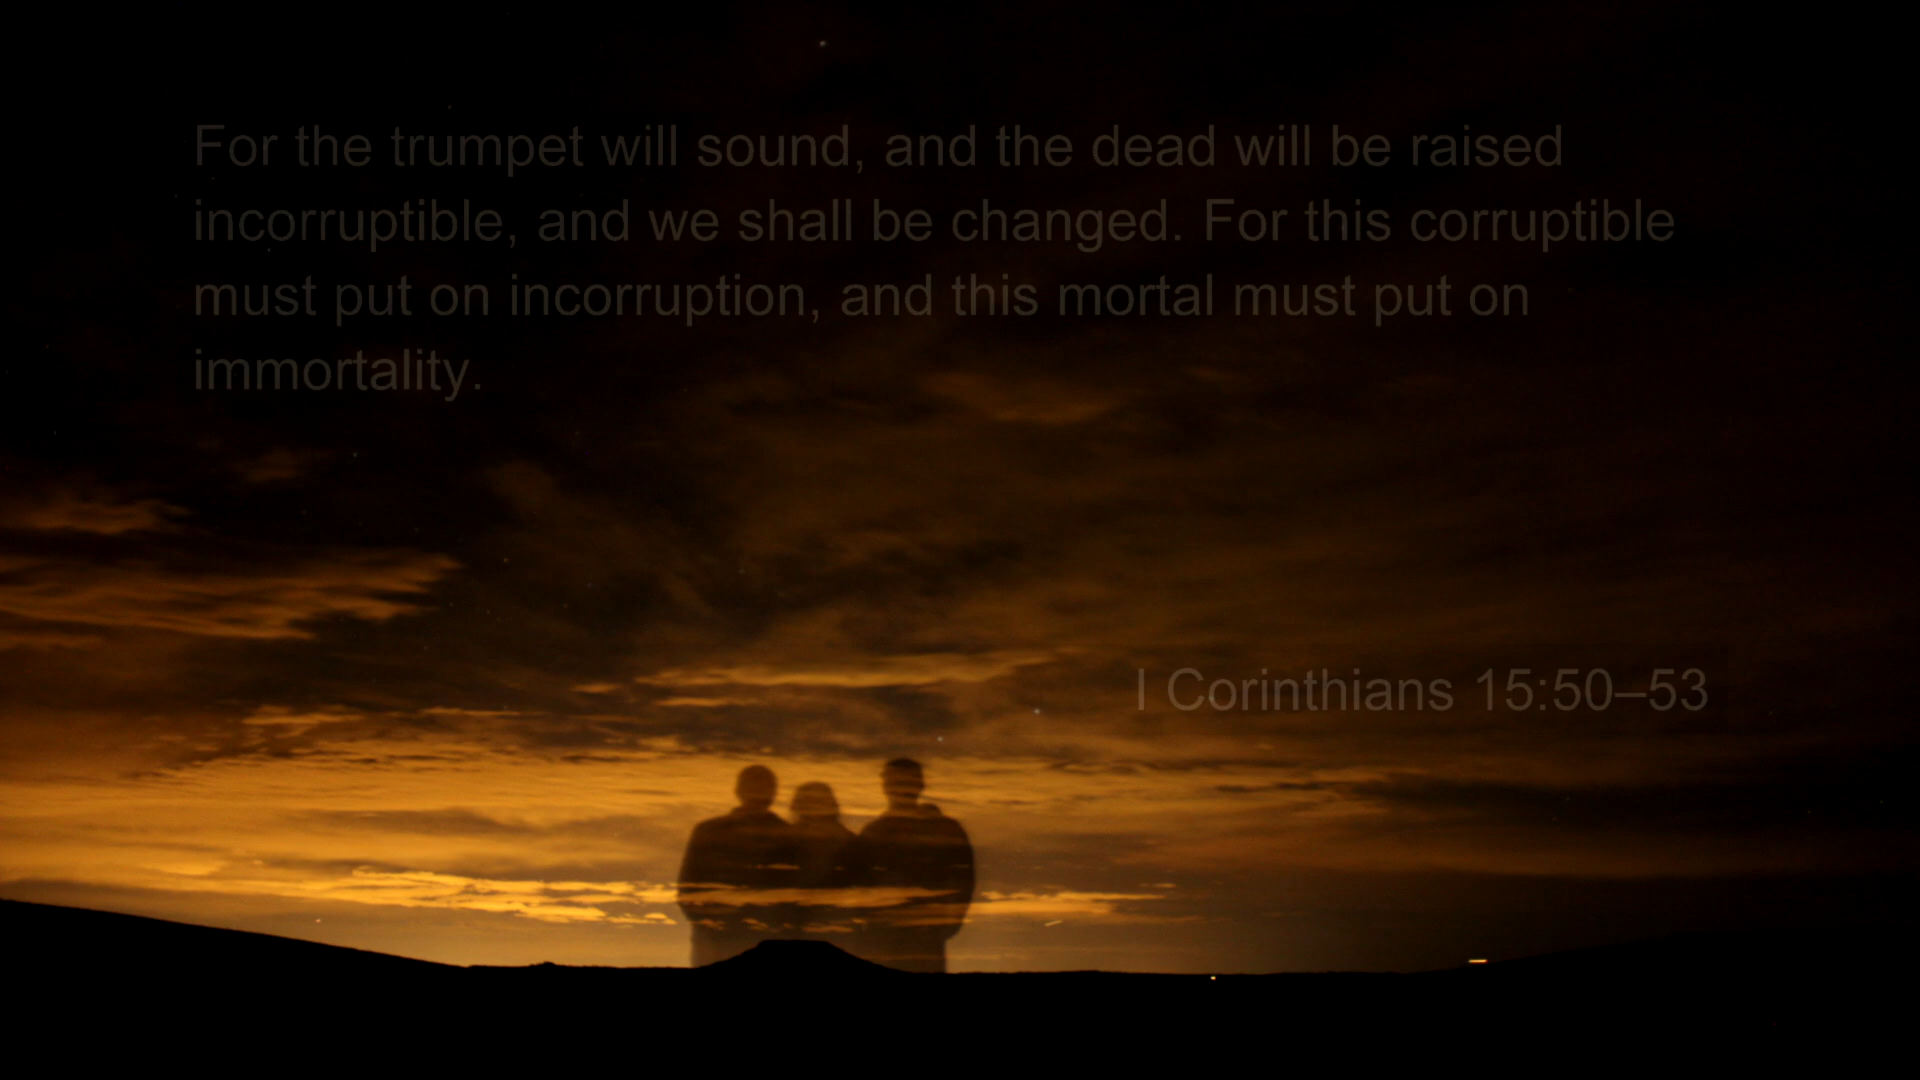 For the trumpet will sound, and the dead will be raised
incorruptible, and we shall be changed. For this corruptible
must put on incorruption, and this mortal must put on
immortality.
I Corinthians 15:50–53